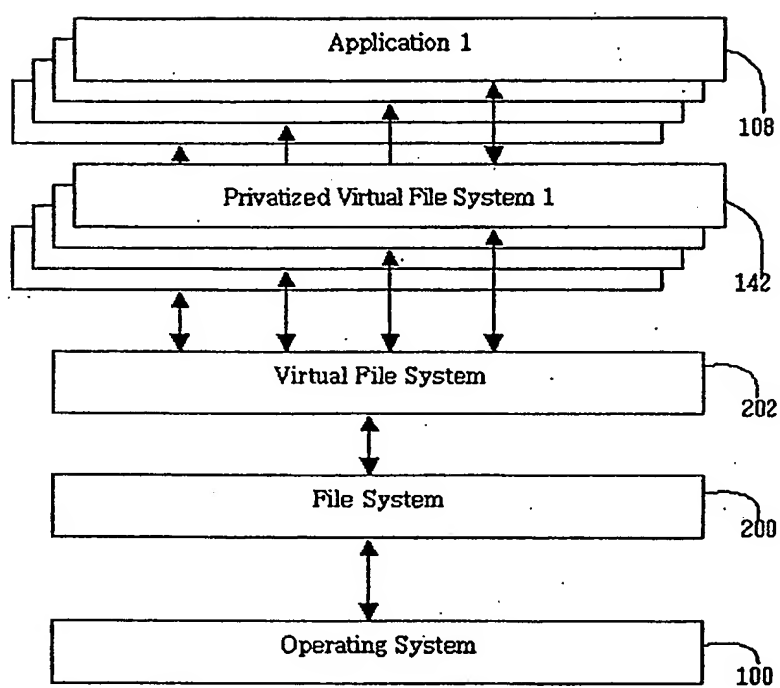 Application 1
108
Privatized Virtual File System 1
142
Virtual File System
202
File System
200
Operating System
100